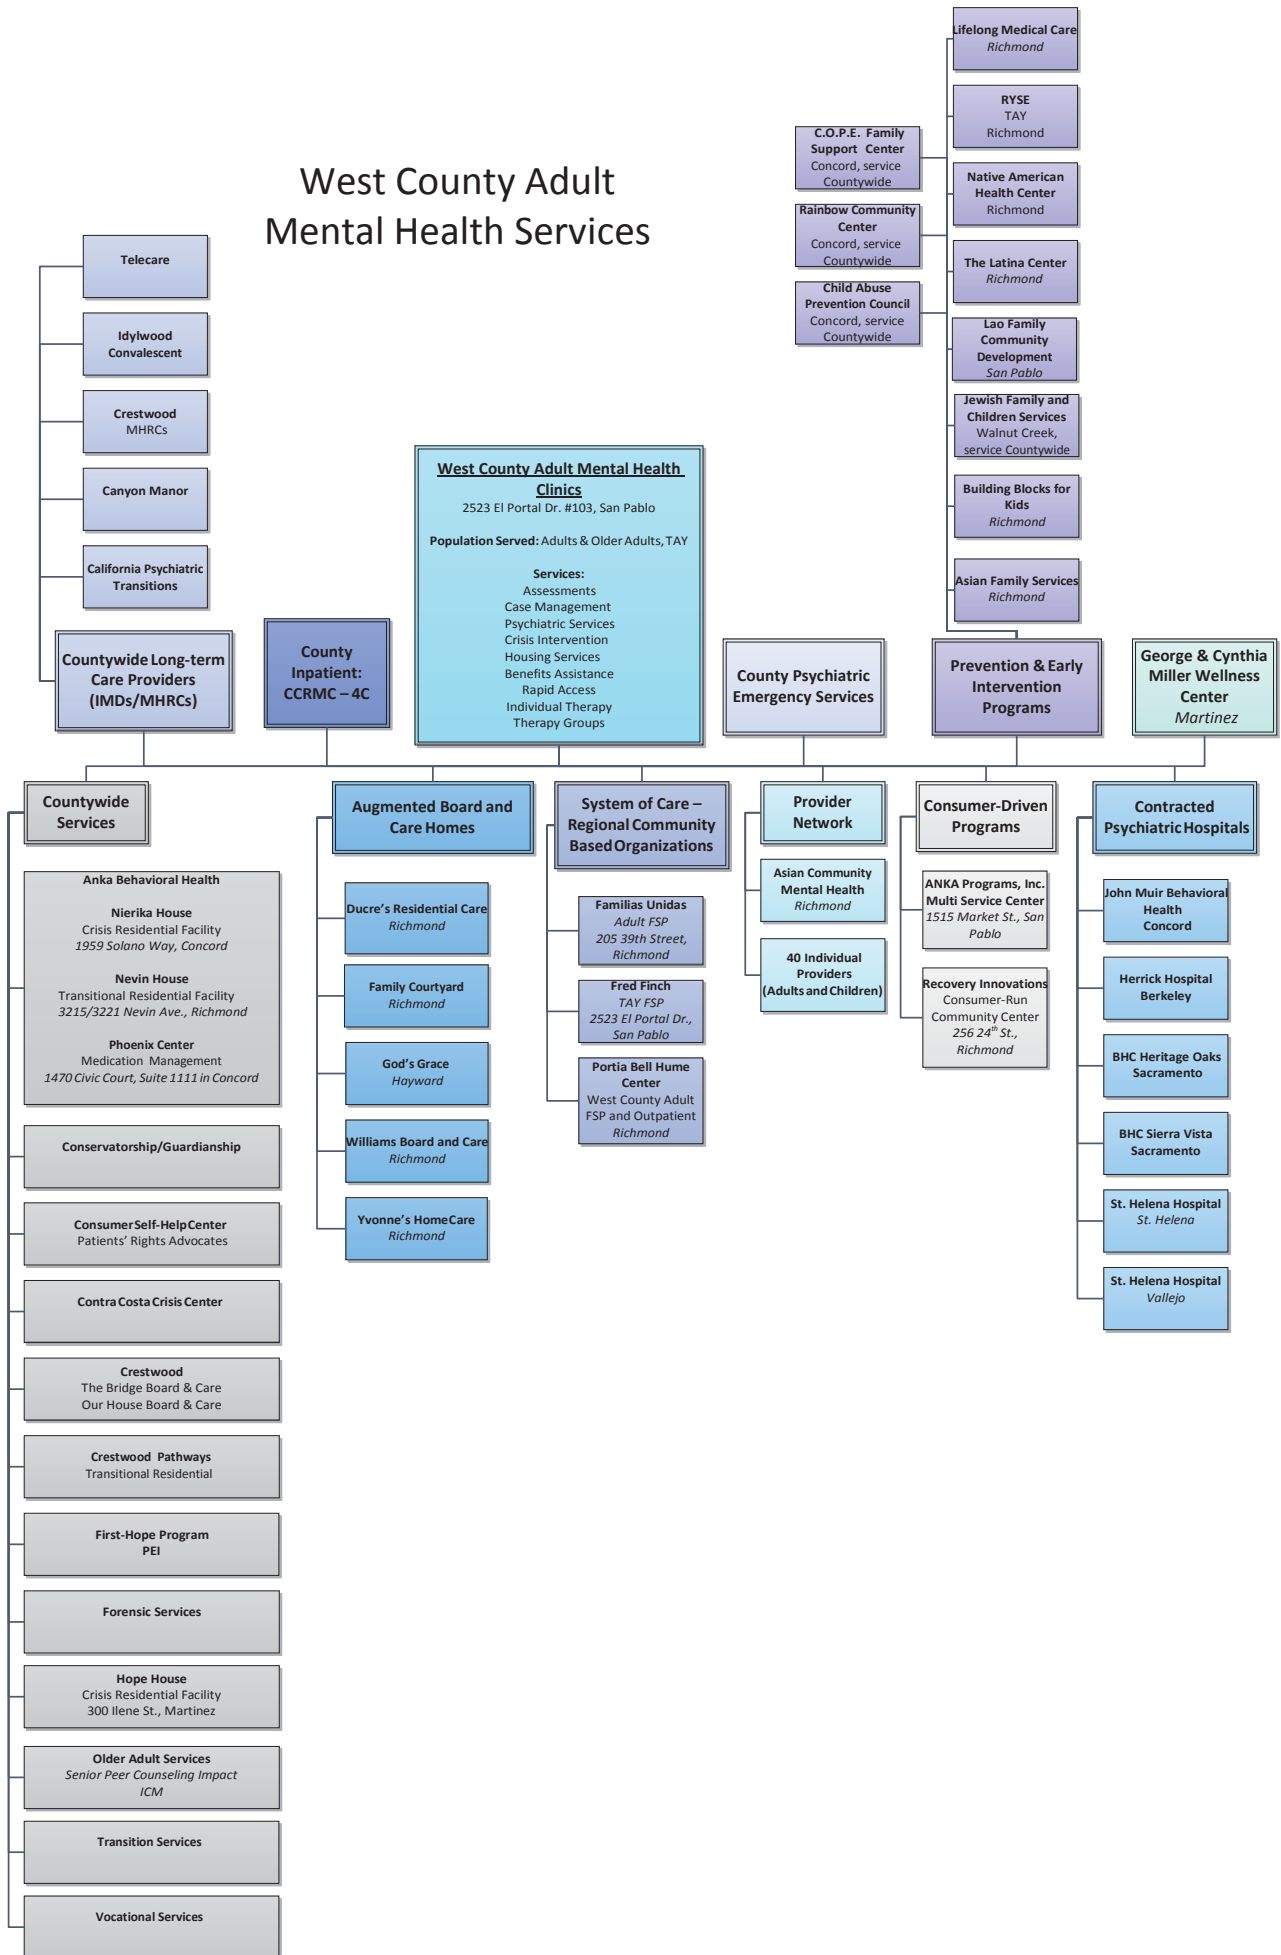 West County Adult
Mental Health Services
Lifelong Medical Care
Richmond
RYSE
TAY
Richmond
C.O.P.E. Family
Support Center
Concord, service
Countywide
Native American
Health Center
Richmond
Rainbow Community
Center
Concord, service
Countywide
The Latina Center
Richmond
Child Abuse
Prevention Council
Concord, service
Countywide
Lao Family
Community
Development
San Pablo
Jewish Family and
Children Services
Walnut Creek,
service Countywide
Building Blocks for
Kids
Richmond
Asian Family Services
Richmond
Telecare
Idylwood
Convalescent
Crestwood
MHRCs
Canyon Manor
California Psychiatric
Transitions
Countywide Long-term
Care Providers
(IMDs/MHRCs)
County
Inpatient:
CCRMC – 4C
West County Adult Mental Health
Clinics
2523 El Portal Dr. #103, San Pablo
Population Served: Adults & Older Adults, TAY
Services:
Assessments
Case Management
Psychiatric Services
Crisis Intervention
Housing Services
Benefits Assistance
Rapid Access
Individual Therapy
Therapy Groups
County Psychiatric
Emergency Services
Prevention & Early
Intervention
Programs
George & Cynthia
Miller Wellness
Center
Martinez
Countywide
Services
Anka Behavioral Health
Nierika House
Crisis Residential Facility
1959 Solano Way, Concord
Nevin House
Transitional Residential Facility
3215/3221 Nevin Ave., Richmond
Phoenix Center
Medication Management
1470 Civic Court, Suite 1111 in Concord
Conservatorship/Guardianship
Consumer Self-Help Center
Patients' Rights Advocates
Contra Costa Crisis Center
Crestwood
The Bridge Board & Care
Our House Board & Care
Crestwood Pathways
Transitional Residential
First-Hope Program
PEI
Forensic Services
Hope House
Crisis Residential Facility
300 Ilene St., Martinez
Older Adult Services
Senior Peer Counseling Impact
ICM
Transition Services
Vocational Services
Augmented Board and
Care Homes
Ducre's Residential Care
Richmond
Family Courtyard
Richmond
God's Grace
Hayward
Williams Board and Care
Richmond
Yvonne's HomeCare
Richmond
System of Care –
Regional Community
Based Organizations
Familias Unidas
Adult FSP
205 39th Street,
Richmond
Fred Finch
TAY FSP
2523 El Portal Dr.,
San Pablo
Portia Bell Hume
Center
West County Adult
FSP and Outpatient
Richmond
Provider
Network
Asian Community
Mental Health
Richmond
40 Individual
Providers
(Adults and Children)
Consumer-Driven
Programs
ANKA Programs, Inc.
Multi Service Center
1515 Market St., San
Pablo
Recovery Innovations
Consumer-Run
Community Center
256 24th St.,
Richmond
Contracted
Psychiatric Hospitals
John Muir Behavioral
Health
Concord
Herrick Hospital
Berkeley
BHC Heritage Oaks
Sacramento
BHC Sierra Vista
Sacramento
St. Helena Hospital
St. Helena
St. Helena Hospital
Vallejo